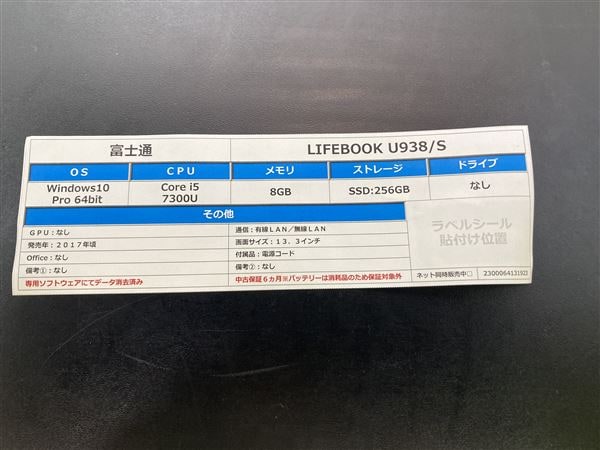 富士通 LIFEBOOK U938/S
OS CPU メモリ ストレージ ドライブ
Windows10 Pro 64bit Core i5 7300U 8GB SSD:256GB なし
その他
GPU:なし 通信:有線LAN/無線LAN
発売年:2017年頃 画面サイズ:13.3インチ
Office:なし 付属品:電源コード
備考①:なし 備考②:なし
専用ソフトウェアにてデータ消去済み 中古保証6ヵ月※バッテリーは消耗品のため保証対象外
ラベルシール
貼付け位置
ネット同時販売中□ 2300064131923